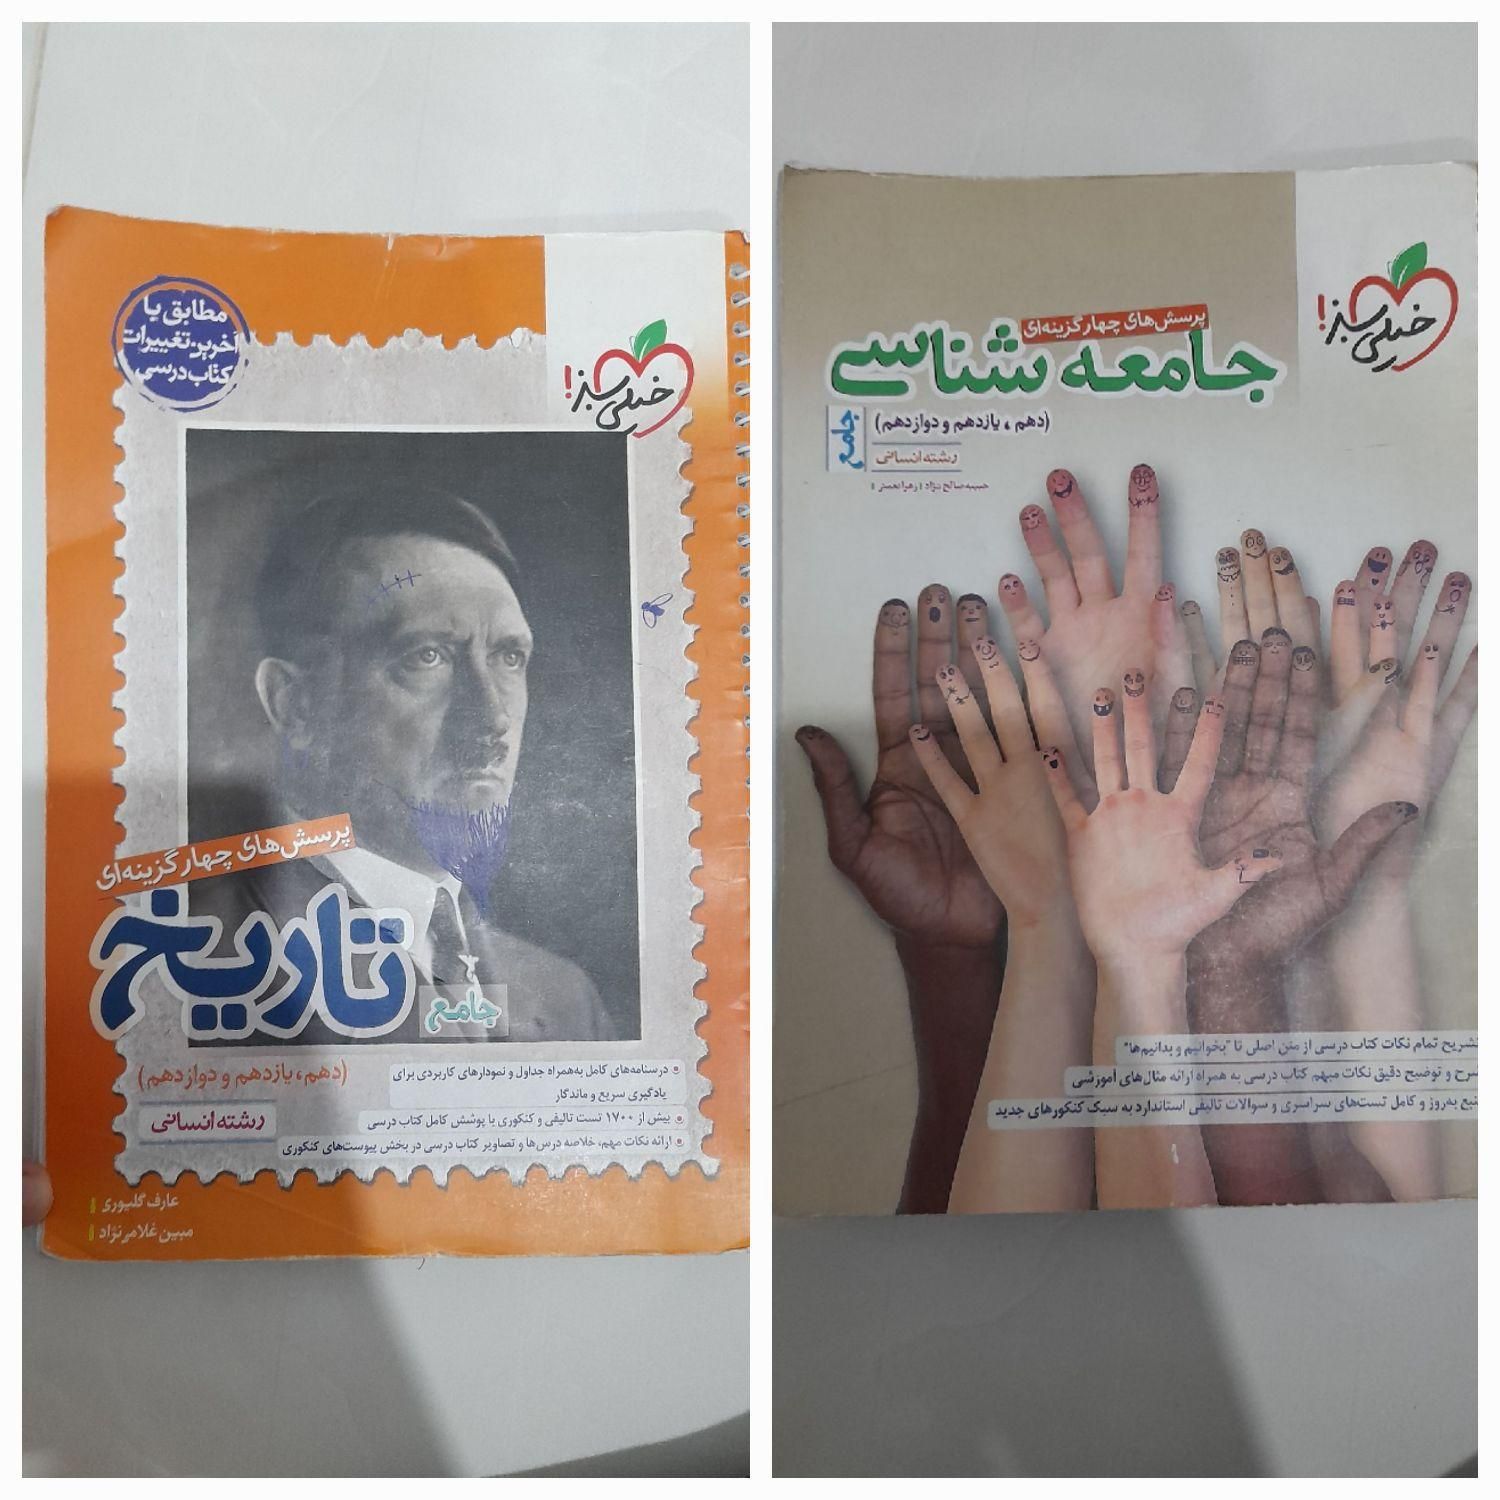 مطابق با
آخرین تغییرات
کتاب درسی
خیلی سبز!
پرسش‌های چهارگزینه‌ای
تاریخ
جامع
(دهم، یازدهم و دوازدهم)
رشته انسانی
درسنامه‌های کامل به‌همراه جداول و نمودارهای کاربردی برای
یادگیری سریع و ماندگار
بیش از ۱۷۰۰ تست تالیفی و کنکوری با پوشش کامل کتاب درسی
ارائه نکات مهم، خلاصه درس‌ها و تصاویر کتاب درسی در بخش پیوست‌های کنکوری
عارف گلپوری
مبین غلامی‌نژاد
خیلی سبز!
پرسش‌های چهارگزینه‌ای
جامعه شناسی
جامع
(دهم، یازدهم و دوازدهم)
رشته انسانی
حبیبه صالح نژاد | زهرا
تشریح تمام نکات کتاب درسی از متن اصلی تا "بخوانیم و بدانیم‌ها"
شرح و توضیح دقیق نکات مبهم کتاب درسی به همراه ارائه مثال‌های آموزشی
منبع به‌روز و کامل تست‌های سراسری و سوالات تالیفی استاندارد به سبک کنکورهای جدید